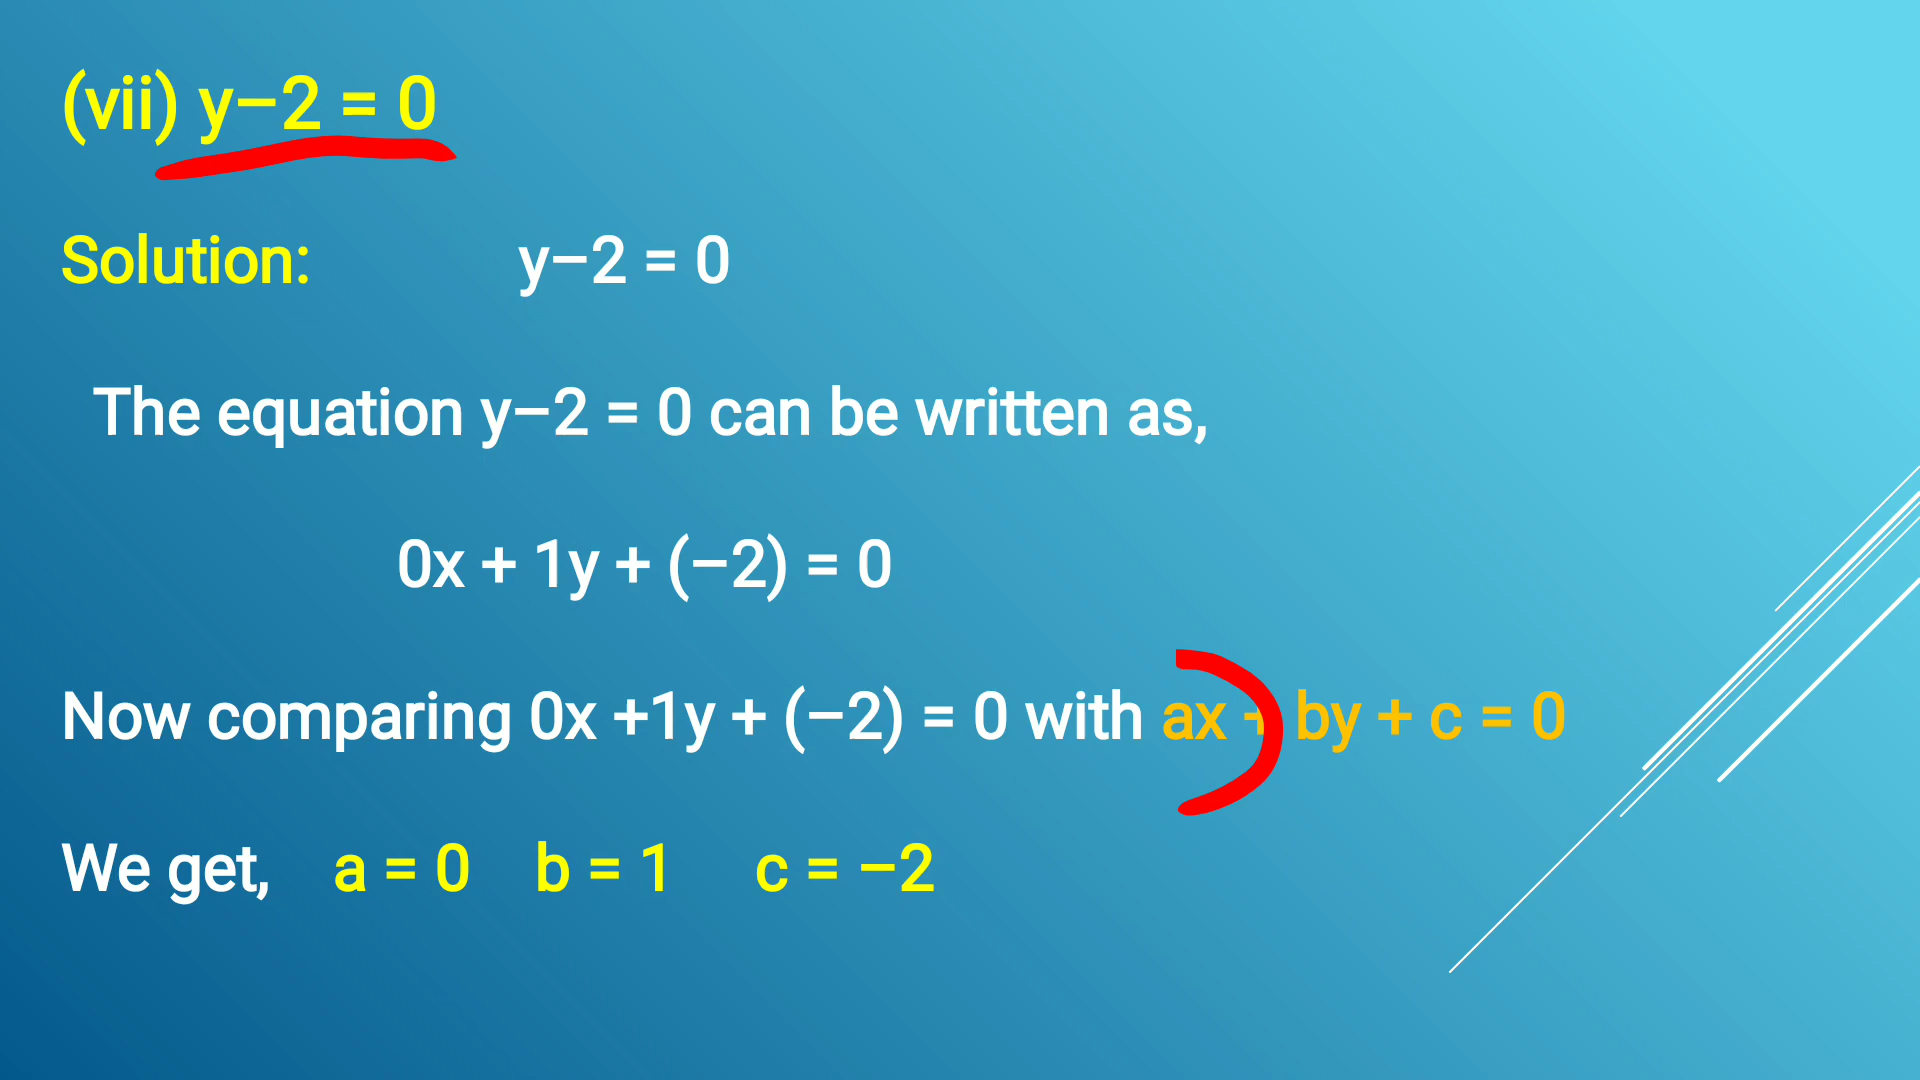 (vii) y–2 = 0
Solution: y–2 = 0
The equation y–2 = 0 can be written as,
0x + 1y + (–2) = 0
Now comparing 0x +1y + (–2) = 0 with ax + by + c = 0
We get, a = 0 b = 1 c = –2